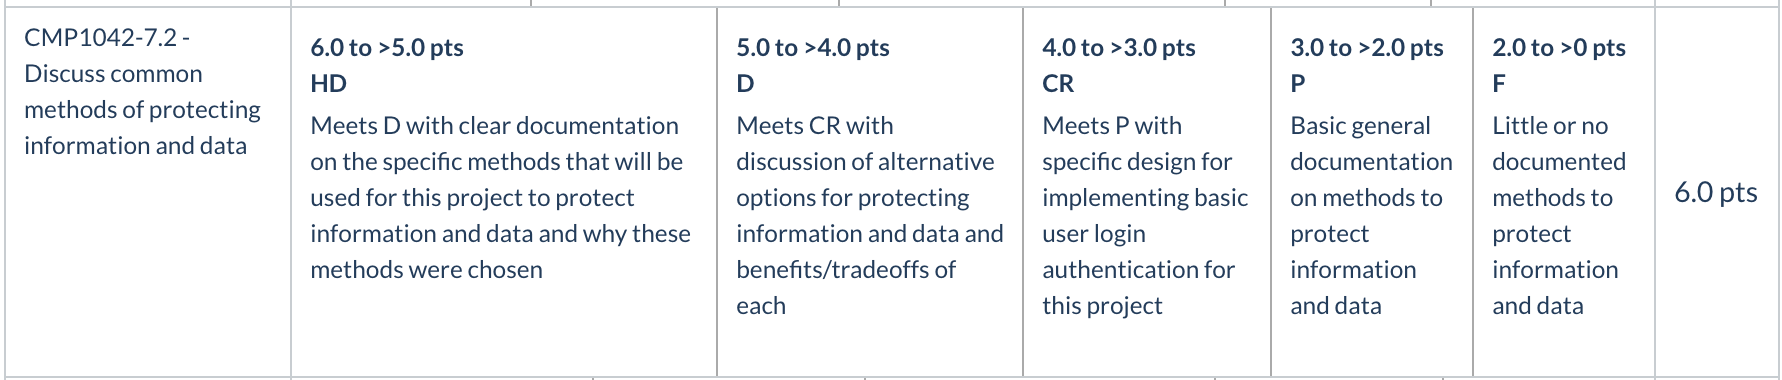 CMP1042-7.2 -
Discuss common
methods of protecting
information and data
6.0 to >5.0 pts
HD
Meets D with clear documentation
on the specific methods that will be
used for this project to protect
information and data and why these
methods were chosen
5.0 to >4.0 pts
D
Meets CR with
discussion of alternative
options for protecting
information and data and
benefits/tradeoffs of
each
4.0 to >3.0 pts
CR
Meets P with
specific design for
implementing basic
user login
authentication for
this project
3.0 to >2.0 pts
P
Basic general
documentation
on methods to
protect
information
and data
2.0 to >0 pts
F
Little or no
documented
methods to
protect
information
and data
6.0 pts